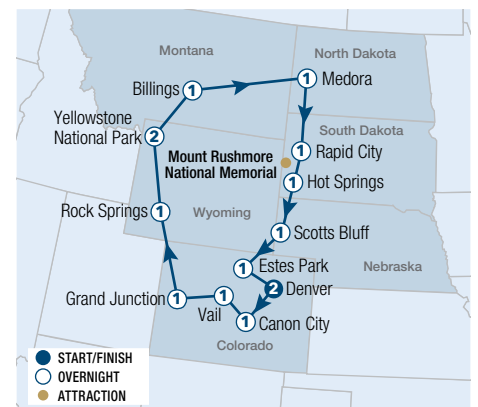 Montana
North Dakota
Billings 1
1 Medora
Yellowstone
National Park 2
South Dakota
1 Rapid City
Mount Rushmore
National Memorial
1 Hot Springs
Rock Springs 1
Wyoming
1 Scotts Bluff
1 Estes Park
Nebraska
2 Denver
Grand Junction 1
1
Vail
1 Canon City
Colorado
START/FINISH
1 OVERNIGHT
ATTRACTION